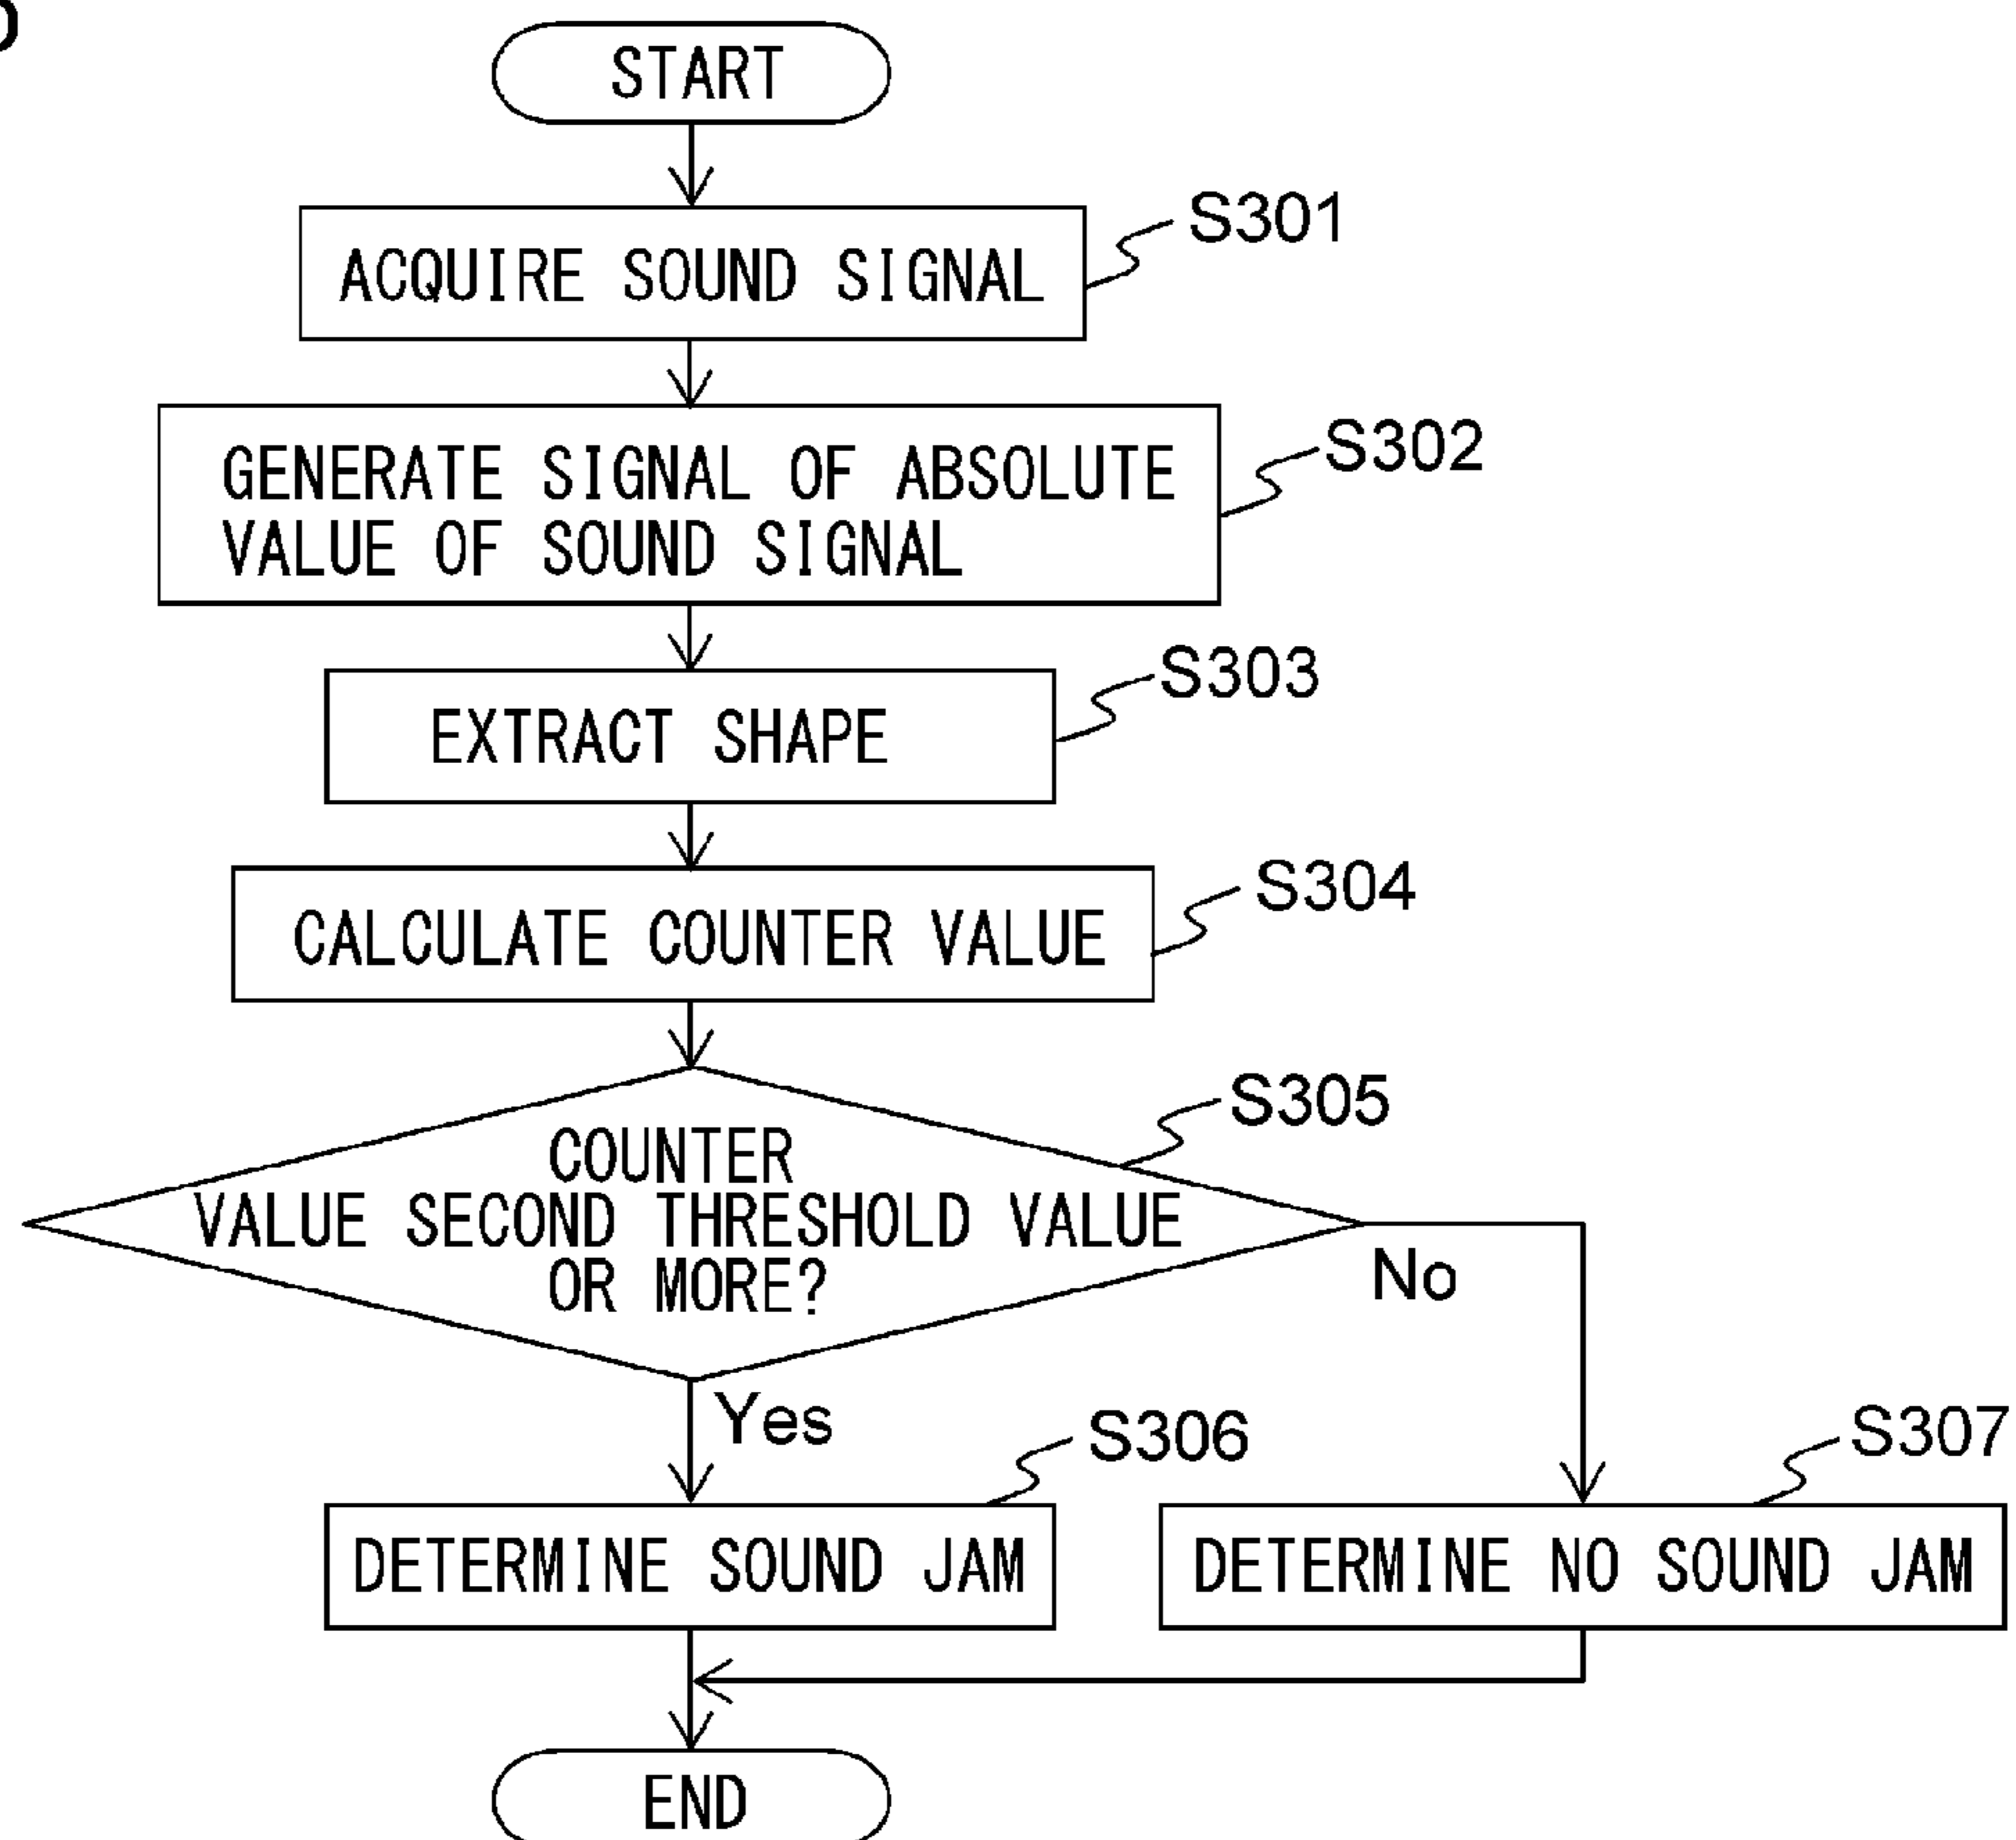 START
ACQUIRE SOUND SIGNAL
S301
GENERATE SIGNAL OF ABSOLUTE
VALUE OF SOUND SIGNAL
S302
EXTRACT SHAPE
S303
CALCULATE COUNTER VALUE
S304
COUNTER
VALUE SECOND THRESHOLD VALUE
OR MORE?
S305
No
Yes
DETERMINE SOUND JAM
S306
DETERMINE NO SOUND JAM
S307
END